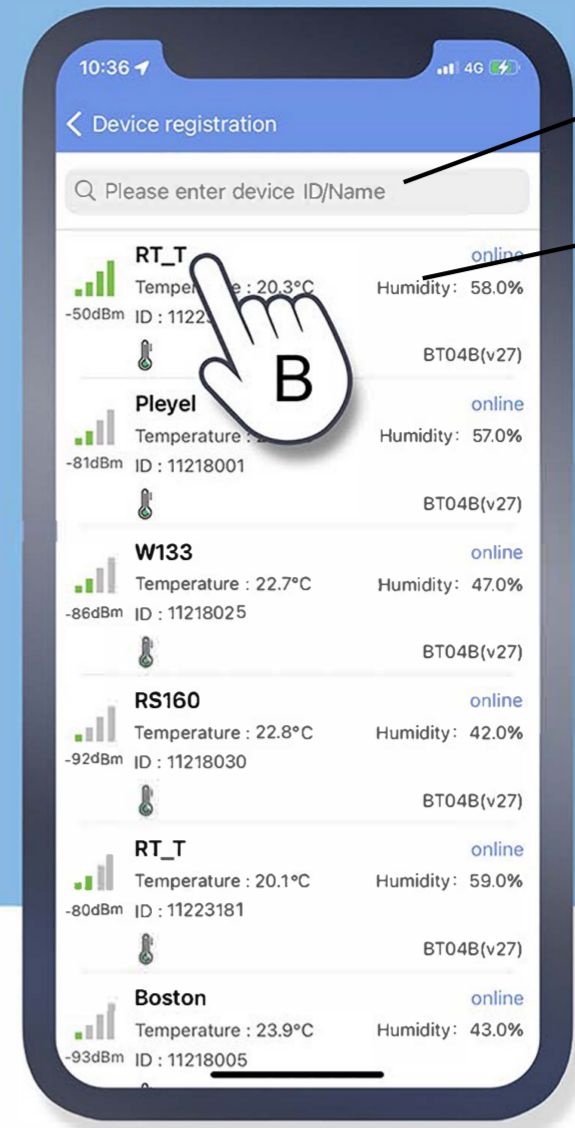 10:36
4G
Device registration
Please enter device ID/Name
RT_T
online
20.3°C
Humidity: 58.0%
-50dBm
ID : 1122
BT04B(v27)
B
Pleyel
online
Temperature :
Humidity: 57.0%
-81dBm
ID : 11218001
BT04B(v27)
W133
online
Temperature : 22.7°C
Humidity: 47.0%
-86dBm
ID : 11218025
BT04B(v27)
RS160
online
Temperature : 22.8°C
Humidity: 42.0%
-92dBm
ID : 11218030
BT04B(v27)
RT_T
online
Temperature : 20.1°C
Humidity: 59.0%
-80dBm
ID : 11223181
BT04B(v27)
Boston
online
Temperature : 23.9°C
Humidity: 43.0%
-93dBm
ID : 11218005